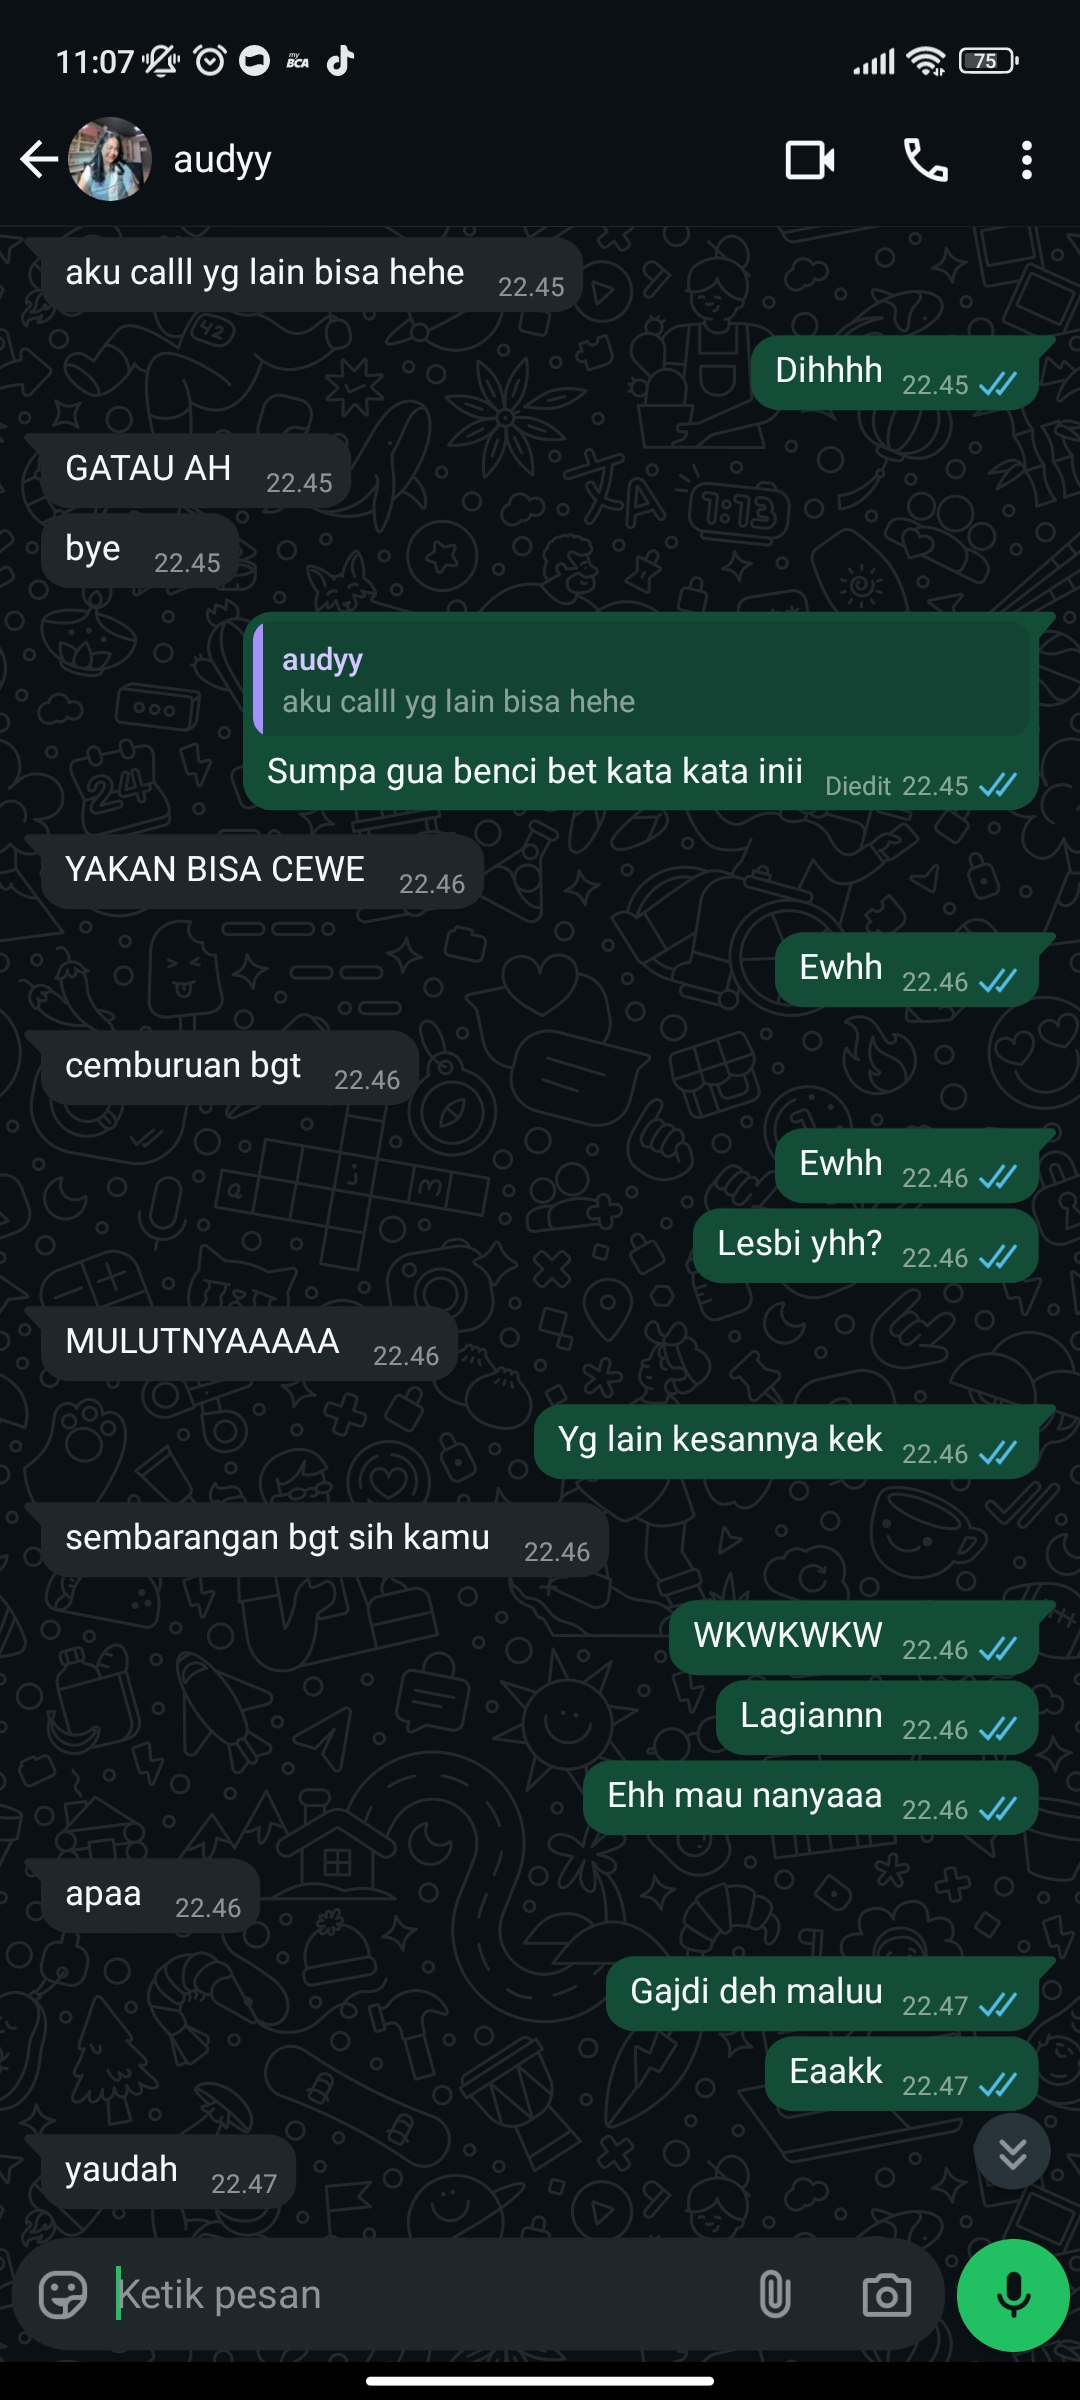 11:07 my BCA 75
audyy
aku calll yg lain bisa hehe 22.45
Dihhhh 22.45
GATAU AH 22.45
bye 22.45
audyy
aku calll yg lain bisa hehe
Sumpa gua benci bet kata kata inii Diedit 22.45
YAKAN BISA CEWE 22.46
Ewhh 22.46
cemburuan bgt 22.46
Ewhh 22.46
Lesbi yhh? 22.46
MULUTNYAAAAA 22.46
Yg lain kesannya kek 22.46
sembarangan bgt sih kamu 22.46
WKWKWKW 22.46
Lagiannn 22.46
Ehh mau nanyaaa 22.46
apaa 22.46
Gajdi deh maluu 22.47
Eaakk 22.47
yaudah 22.47
Ketik pesan